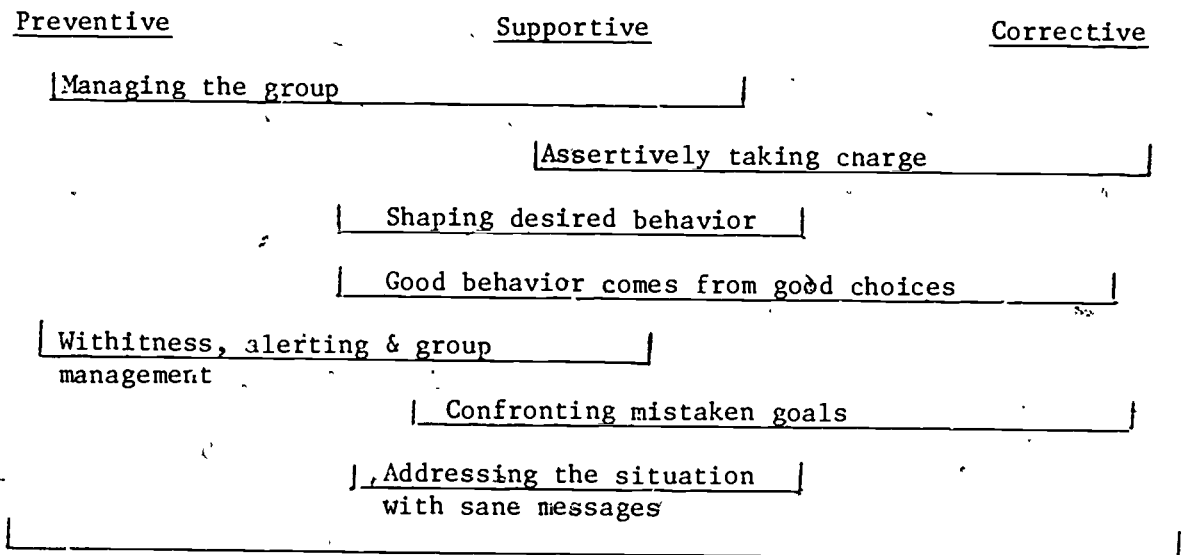 Preventive Supportive Corrective
Managing the group
Assertively taking charge
Shaping desired behavior
Good behavior comes from good choices
Withitness, alerting & group
management
Confronting mistaken goals
Addressing the situation
with sane messages